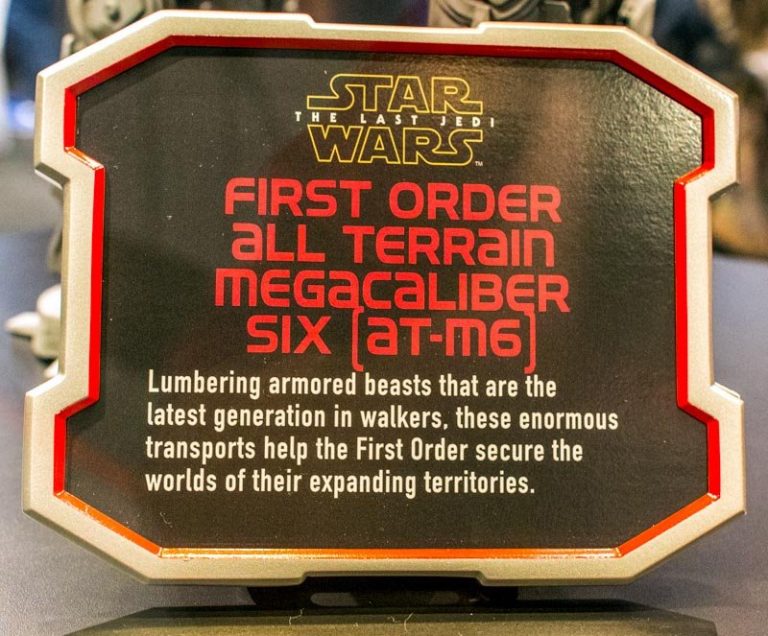 STAR
THE LAST JEDI
WARS™
FIRST ORDER
aLL TERRaIN
MEGaCaLIBER
SIX [aT-M6]
Lumbering armored beasts that are the
latest generation in walkers, these enormous
transports help the First Order secure the
worlds of their expanding territories.